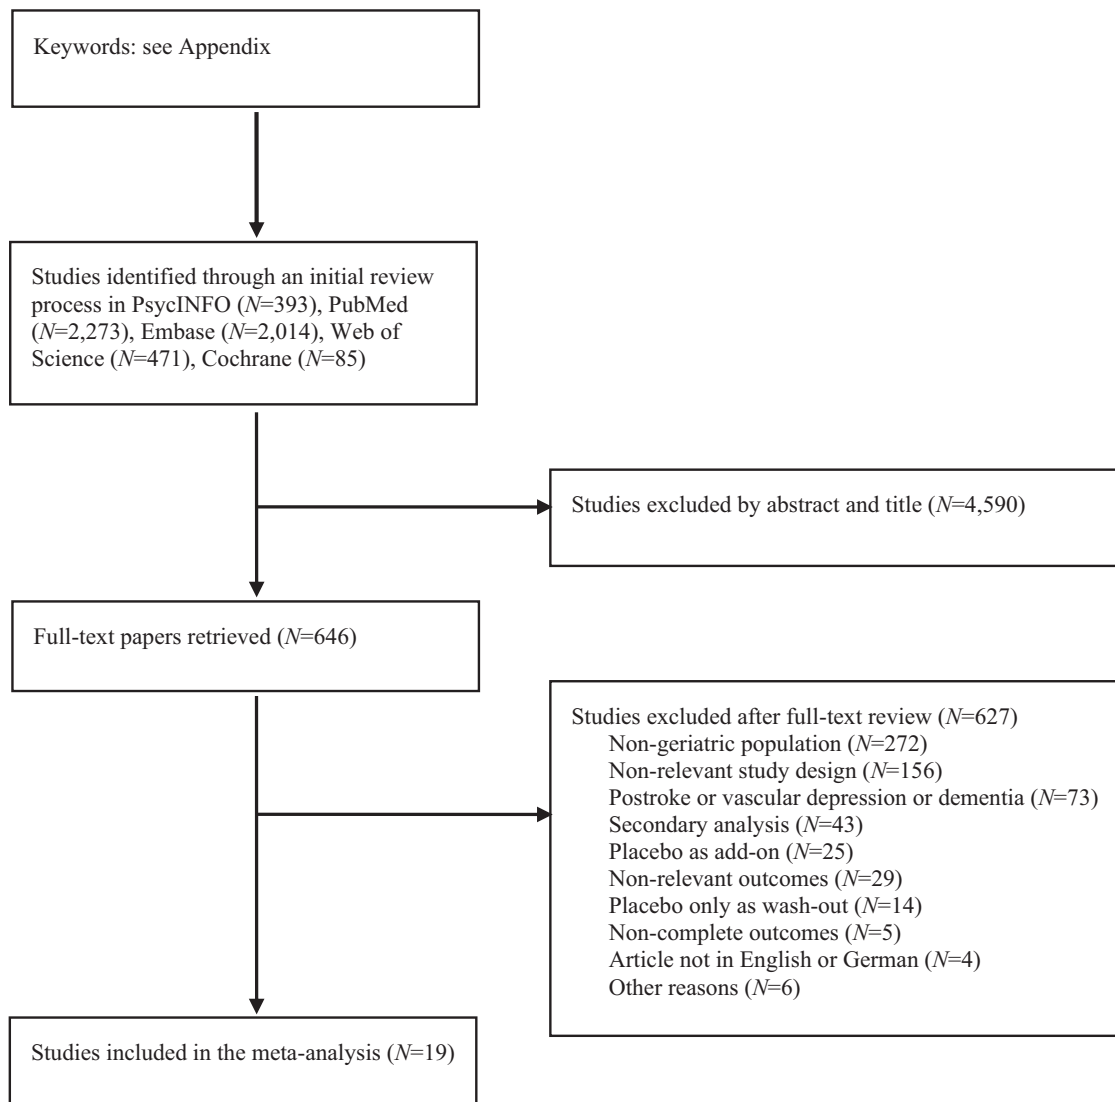 Keywords: see Appendix
Studies identified through an initial review
process in PsycINFO (N=393), PubMed
(N=2,273), Embase (N=2,014), Web of
Science (N=471), Cochrane (N=85)
Studies excluded by abstract and title (N=4,590)
Full-text papers retrieved (N=646)
Studies excluded after full-text review (N=627)
Non-geriatric population (N=272)
Non-relevant study design (N=156)
Postroke or vascular depression or dementia (N=73)
Secondary analysis (N=43)
Placebo as add-on (N=25)
Non-relevant outcomes (N=29)
Placebo only as wash-out (N=14)
Non-complete outcomes (N=5)
Article not in English or German (N=4)
Other reasons (N=6)
Studies included in the meta-analysis (N=19)